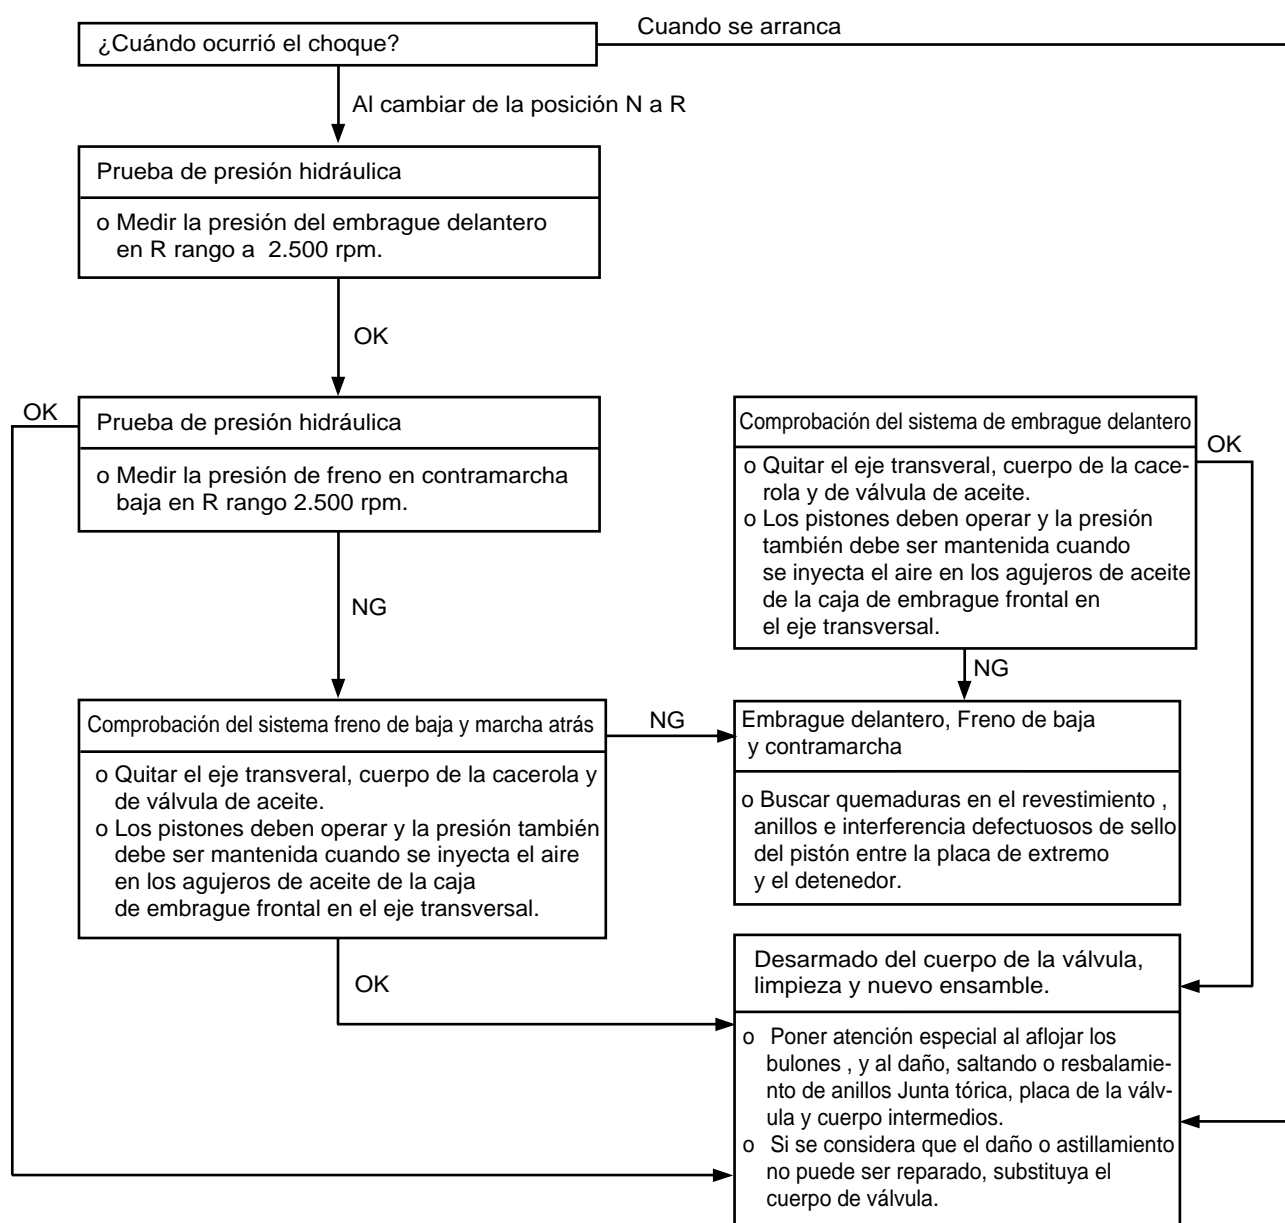 Cuando se arranca
¿Cuándo ocurrió el choque?
Al cambiar de la posición N a R
Prueba de presión hidráulica
o Medir la presión del embrague delantero
en R rango a 2.500 rpm.
OK
OK
Prueba de presión hidráulica
o Medir la presión de freno en contramarcha
baja en R rango 2.500 rpm.
NG
Comprobación del sistema de embrague delantero
OK
o Quitar el eje transveral, cuerpo de la cace-
rola y de válvula de aceite.
o Los pistones deben operar y la presión
también debe ser mantenida cuando
se inyecta el aire en los agujeros de aceite
de la caja de embrague frontal en
el eje transversal.
NG
Comprobación del sistema freno de baja y marcha atrás
NG
o Quitar el eje transveral, cuerpo de la cacerola y
de válvula de aceite.
o Los pistones deben operar y la presión también
debe ser mantenida cuando se inyecta el aire
en los agujeros de aceite de la caja
de embrague frontal en el eje transversal.
OK
Embrague delantero, Freno de baja
y contramarcha
o Buscar quemaduras en el revestimiento ,
anillos e interferencia defectuosos de sello
del pistón entre la placa de extremo
y el detenedor.
Desarmado del cuerpo de la válvula,
limpieza y nuevo ensamble.
o Poner atención especial al aflojar los
bulones , y al daño, saltando o resbalamie-
nto de anillos Junta tórica, placa de la válv-
ula y cuerpo intermedios.
o Si se considera que el daño o astillamiento
no puede ser reparado, substituya el
cuerpo de válvula.